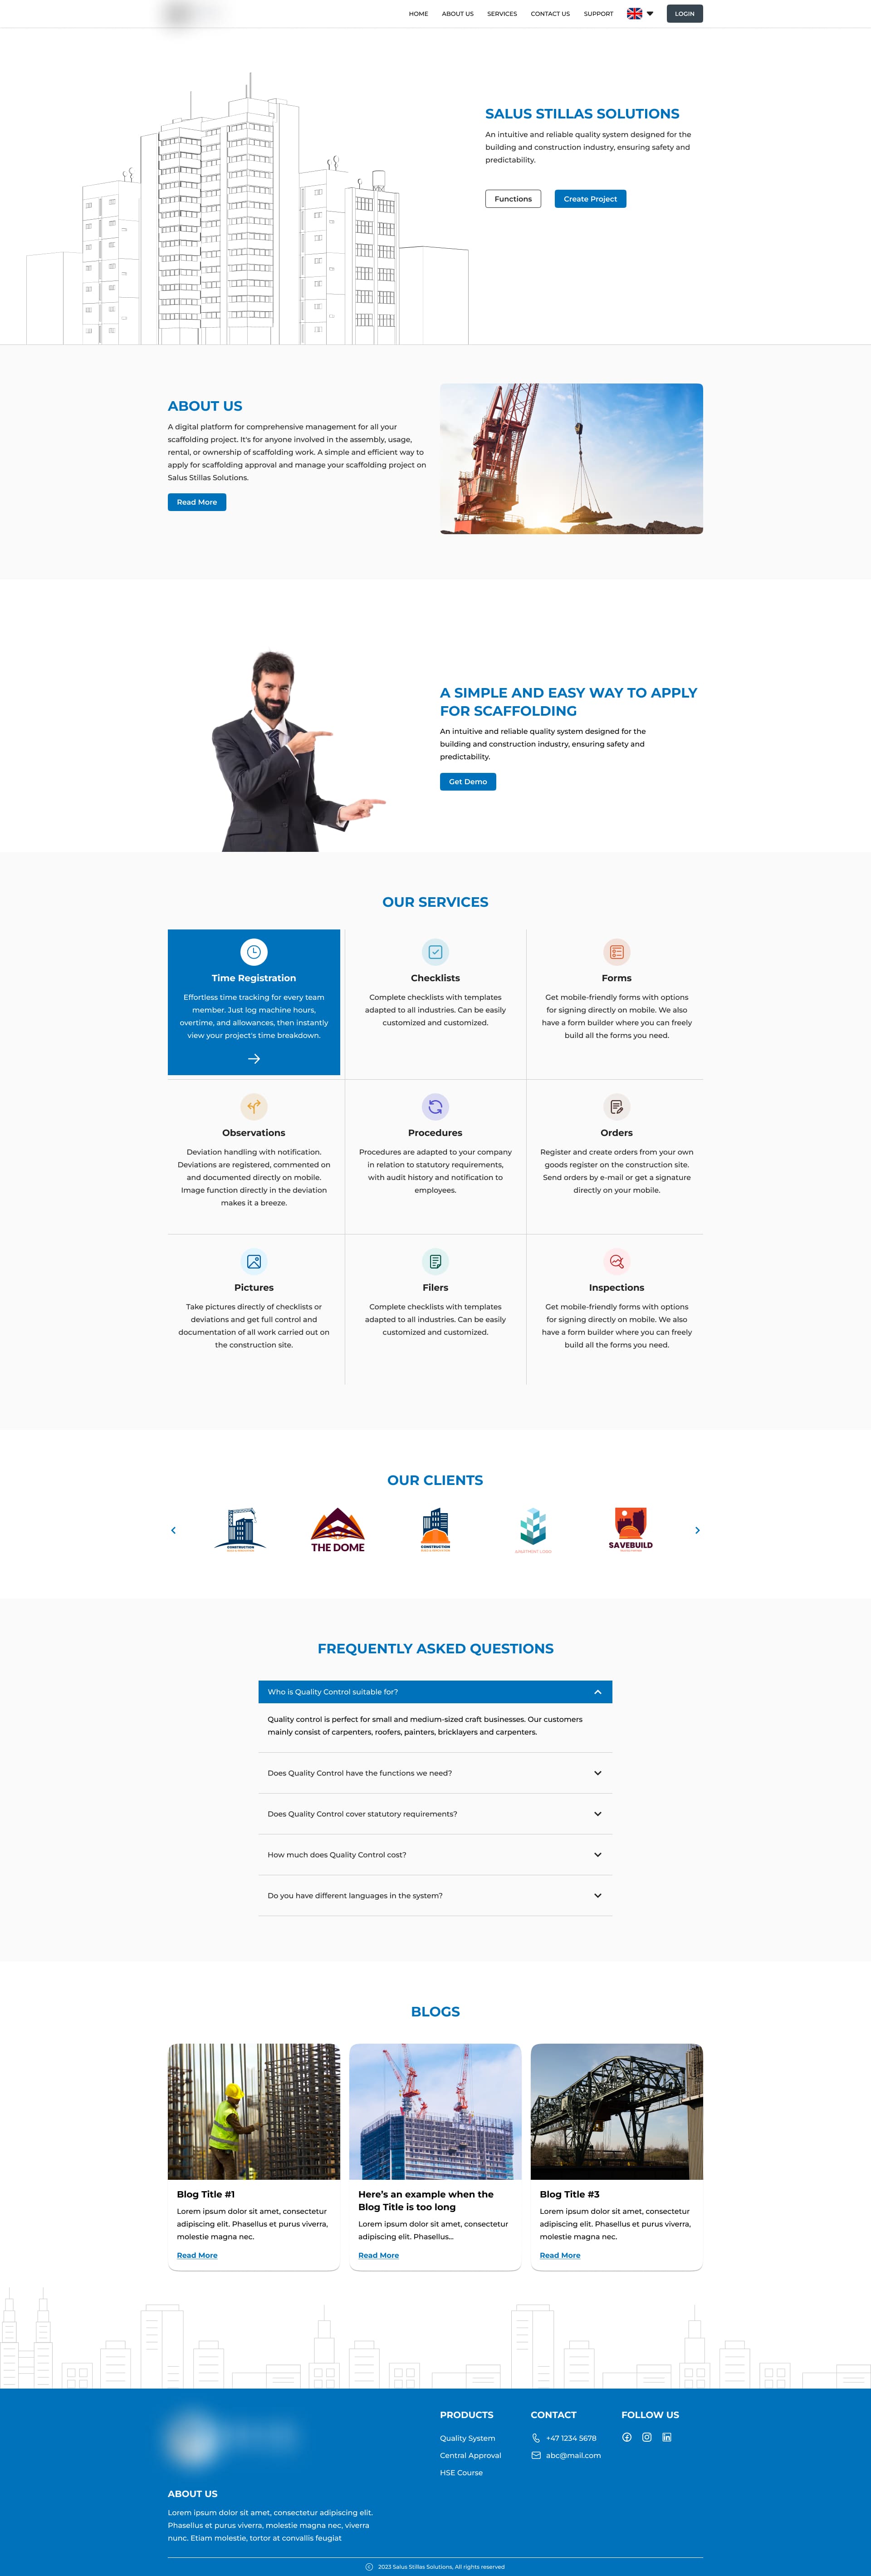 HOME ABOUT US SERVICES CONTACT US SUPPORT LOGIN
SALUS STILLAS SOLUTIONS
An intuitive and reliable quality system designed for the
building and construction industry, ensuring safety and
predictability.
Functions Create Project
ABOUT US
A digital platform for comprehensive management for all your
scaffolding project. It's for anyone involved in the assembly, usage,
rental, or ownership of scaffolding work. A simple and efficient way to
apply for scaffolding approval and manage your scaffolding project on
Salus Stillas Solutions.
Read More
A SIMPLE AND EASY WAY TO APPLY
FOR SCAFFOLDING
An intuitive and reliable quality system designed for the
building and construction industry, ensuring safety and
predictability.
Get Demo
OUR SERVICES
Time Registration
Effortless time tracking for every team
member. Just log machine hours,
overtime, and allowances, then instantly
view your project's time breakdown.
Checklists
Complete checklists with templates
adapted to all industries. Can be easily
customized and customized.
Forms
Get mobile-friendly forms with options
for signing directly on mobile. We also
have a form builder where you can freely
build all the forms you need.
Observations
Deviation handling with notification.
Deviations are registered, commented on
and documented directly on mobile.
Image function directly in the deviation
makes it a breeze.
Procedures
Procedures are adapted to your company
in relation to statutory requirements,
with audit history and notification to
employees.
Orders
Register and create orders from your own
goods register on the construction site.
Send orders by e-mail or get a signature
directly on your mobile.
Pictures
Take pictures directly of checklists or
deviations and get full control and
documentation of all work carried out on
the construction site.
Filers
Complete checklists with templates
adapted to all industries. Can be easily
customized and customized.
Inspections
Get mobile-friendly forms with options
for signing directly on mobile. We also
have a form builder where you can freely
build all the forms you need.
OUR CLIENTS
CONSTRUCTION
THE DOME
CONSTRUCTION
APARTMENT LOGO
SAVEBUILD
FREQUENTLY ASKED QUESTIONS
Who is Quality Control suitable for?
Quality control is perfect for small and medium-sized craft businesses. Our customers
mainly consist of carpenters, roofers, painters, bricklayers and carpenters.
Does Quality Control have the functions we need?
Does Quality Control cover statutory requirements?
How much does Quality Control cost?
Do you have different languages in the system?
BLOGS
Blog Title #1
Lorem ipsum dolor sit amet, consectetur
adipiscing elit. Phasellus et purus viverra,
molestie magna nec.
Read More
Here's an example when the
Blog Title is too long
Lorem ipsum dolor sit amet, consectetur
adipiscing elit. Phasellus...
Read More
Blog Title #3
Lorem ipsum dolor sit amet, consectetur
adipiscing elit. Phasellus et purus viverra,
molestie magna nec.
Read More
PRODUCTS
Quality System
Central Approval
HSE Course
CONTACT
+47 1234 5678
abc@mail.com
FOLLOW US
ABOUT US
Lorem ipsum dolor sit amet, consectetur adipiscing elit.
Phasellus et purus viverra, molestie magna nec, viverra
nunc. Etiam molestie, tortor at convallis feugiat
© 2023 Salus Stillas Solutions, All rights reserved